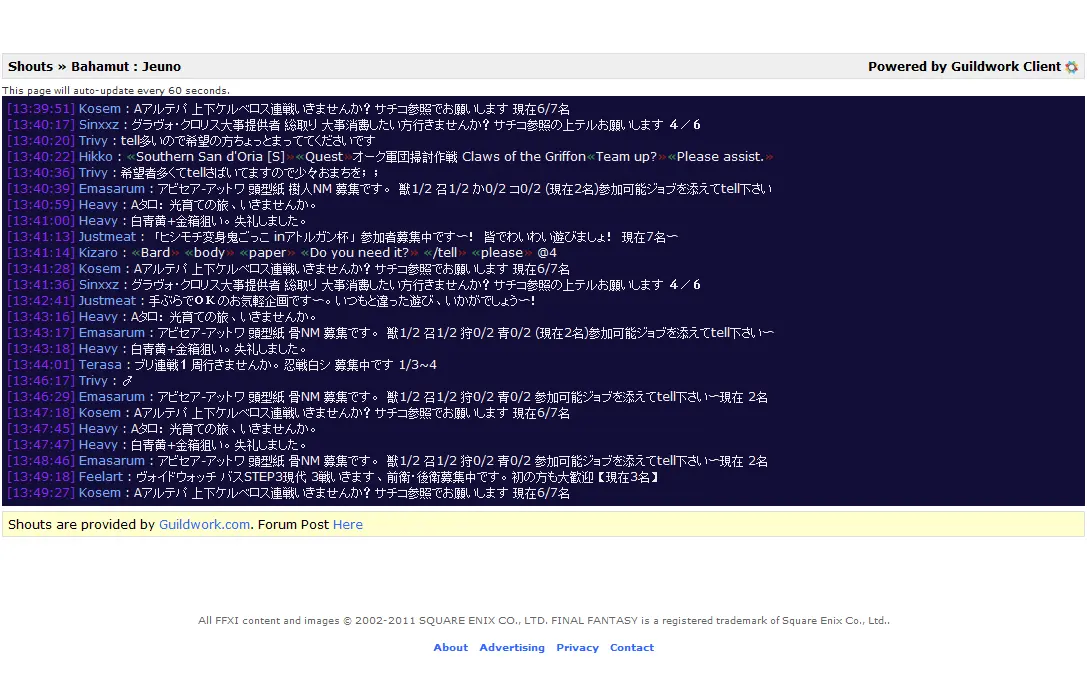 Shouts » Bahamut : Jeuno
Powered by Guildwork Client
This page will auto-update every 60 seconds.
[13:39:51] Kosem : Aアルテパ 上下ケルベロス連戦いきませんか？サチコ参照でお願いします 現在6/7名
[13:40:17] Sinxxz : グラヴォ・クロリス大事提供者 総取り 大事消費したい方行きませんか？サチコ参照の上テルお願いします ４／６
[13:40:20] Trivy : tell多いので希望の方ちょっとまっててくださいです
[13:40:22] Hikko : «Southern San d'Oria [S]»«Quest»オーク軍団掃討作戦 Claws of the Griffon«Team up?»«Please assist.»
[13:40:36] Trivy : 希望者多くてtellさばいてますので少々おまちを；；
[13:40:39] Emasarum : アビセア-アットワ 頭型紙 樹人NM 募集です。 獣1/2 召1/2 か0/2 コ0/2 (現在2名)参加可能ジョブを添えてtell下さい
[13:40:59] Heavy : Aタロ：光育ての旅、いきませんか。
[13:41:00] Heavy : 白青黄+金箱狙い。失礼しました。
[13:41:13] Justmeat : 「ヒシモチ変身鬼ごっこ inアトルガン杯」参加者募集中です～！ 皆でわいわい遊びましょ！ 現在7名～
[13:41:14] Kizaro : «Bard» «body» «paper» «Do you need it?» «/tell» «please» @4
[13:41:28] Kosem : Aアルテパ 上下ケルベロス連戦いきませんか？サチコ参照でお願いします 現在6/7名
[13:41:36] Sinxxz : グラヴォ・クロリス大事提供者 総取り 大事消費したい方行きませんか？サチコ参照の上テルお願いします ４／６
[13:42:41] Justmeat : 手ぶらでＯＫのお気軽企画です～。いつもと違った遊び、いかがでしょう～！
[13:43:16] Heavy : Aタロ：光育ての旅、いきませんか。
[13:43:17] Emasarum : アビセア-アットワ 頭型紙 骨NM 募集です。 獣1/2 召1/2 狩0/2 青0/2 (現在2名)参加可能ジョブを添えてtell下さい～
[13:43:18] Heavy : 白青黄+金箱狙い。失礼しました。
[13:44:01] Terasa : ブリ連戦1 周行きませんか。忍戦白シ 募集中です 1/3~4
[13:46:17] Trivy : ♂
[13:46:29] Emasarum : アビセア-アットワ 頭型紙 骨NM 募集です。 獣1/2 召1/2 狩0/2 青0/2 参加可能ジョブを添えてtell下さい～現在 2名
[13:47:18] Kosem : Aアルテパ 上下ケルベロス連戦いきませんか？サチコ参照でお願いします 現在6/7名
[13:47:45] Heavy : Aタロ：光育ての旅、いきませんか。
[13:47:47] Heavy : 白青黄+金箱狙い。失礼しました。
[13:48:46] Emasarum : アビセア-アットワ 頭型紙 骨NM 募集です。 獣1/2 召1/2 狩0/2 青0/2 参加可能ジョブを添えてtell下さい～現在 2名
[13:49:18] Feelart : ヴォイドウォッチ バスSTEP3現代 3戦いきます、前衛・後衛募集中です。初の方も大歓迎【現在3名】
[13:49:27] Kosem : Aアルテパ 上下ケルベロス連戦いきませんか？サチコ参照でお願いします 現在6/7名
Shouts are provided by Guildwork.com. Forum Post Here
All FFXI content and images © 2002-2011 SQUARE ENIX CO., LTD. FINAL FANTASY is a registered trademark of Square Enix Co., Ltd..
About Advertising Privacy Contact